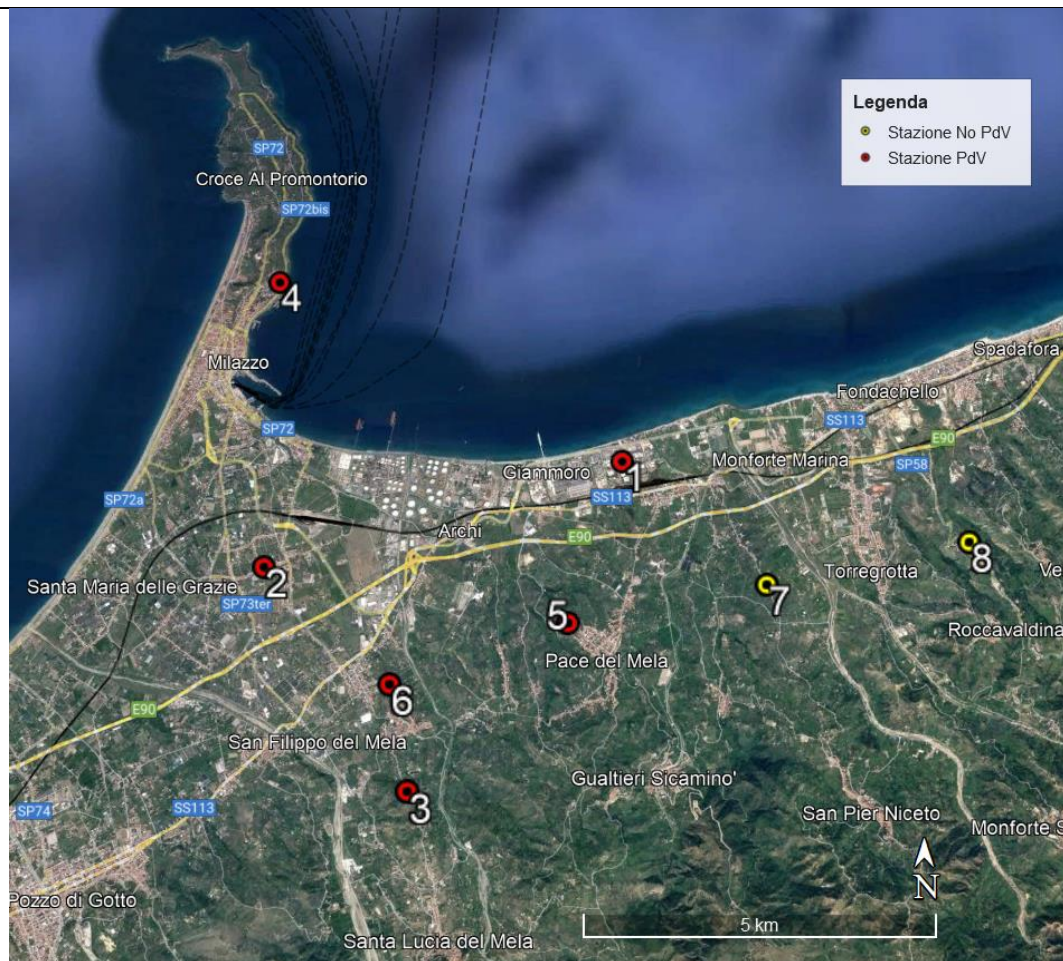 Legenda
Stazione No PdV
Stazione PdV
SP72
Croce Al Promontorio
SP72bis
4
Spadafora
Milazzo
Fondachello
SS113
SP72
E90
Giammoro
1
Monforte Marina
SP58
SP72a
SS113
Archi
E90
8
Santa Maria delle Grazie
2
Torregrotta
Ve
SP73ter
7
5
Roccavaldina
Pace del Mela
6
E90
San Filippo del Mela
Gualtieri Sicamino'
3
SP74
SS113
San Pier Niceto
Monforte S
N
Pozzo di Gotto
5 km
Santa Lucia del Mela